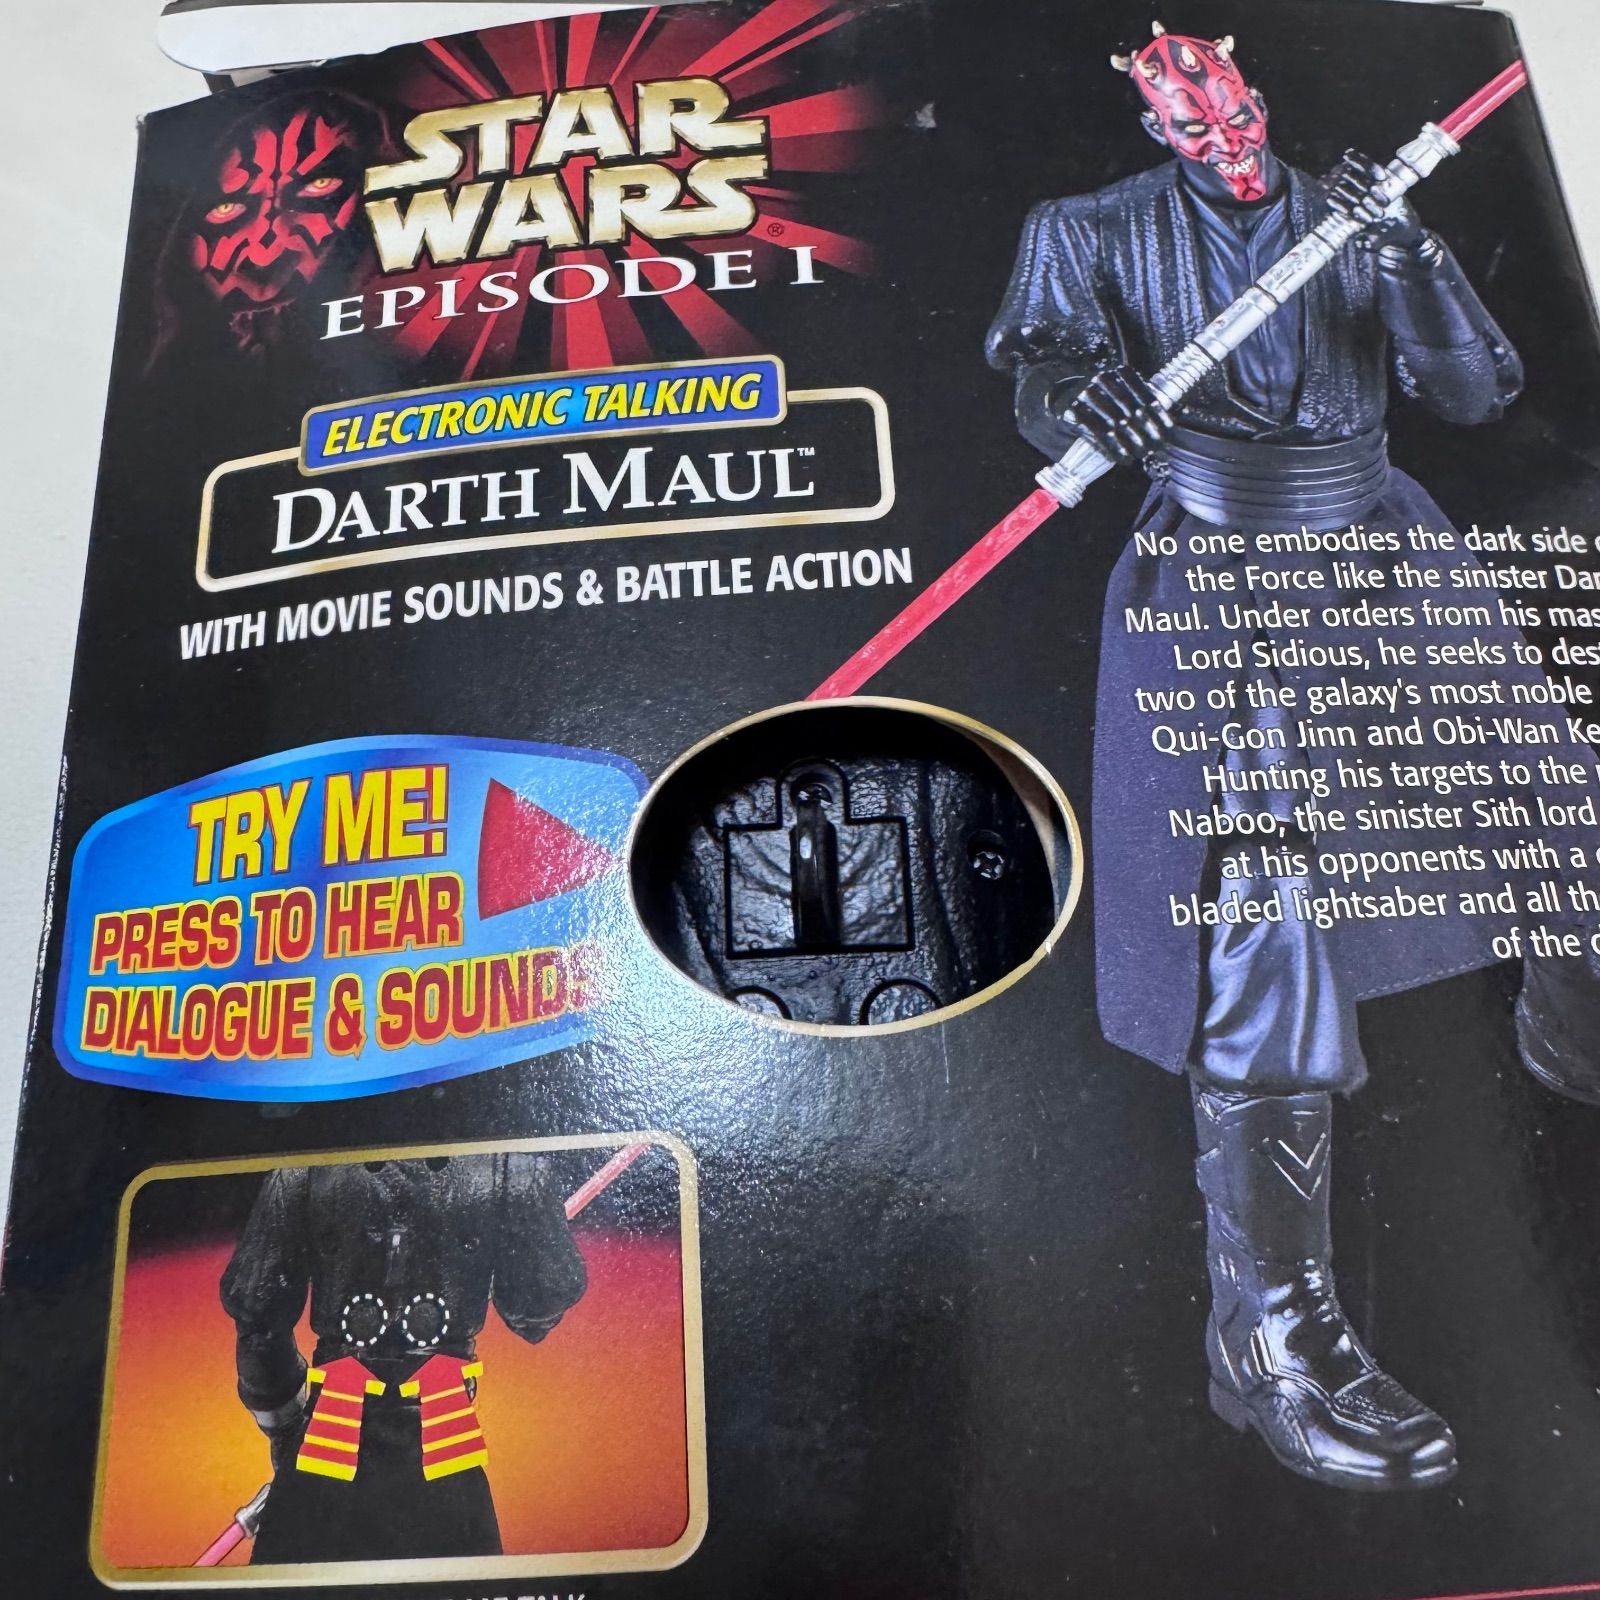 STAR
WARS®
EPISODE I
ELECTRONIC TALKING
DARTH MAUL™
WITH MOVIE SOUNDS & BATTLE ACTION
No one embodies the dark side
the Force like the sinister
Maul. Under orders from his
Lord Sidious, he seeks to
two of the galaxy's most noble
Qui-Gon Jinn and Obi-Wan
Hunting his targets to the
Naboo, the sinister Sith lord
at his opponents with a
bladed lightsaber and all
of the
TRY ME!
PRESS TO HEAR
DIALOGUE & SOUNDS